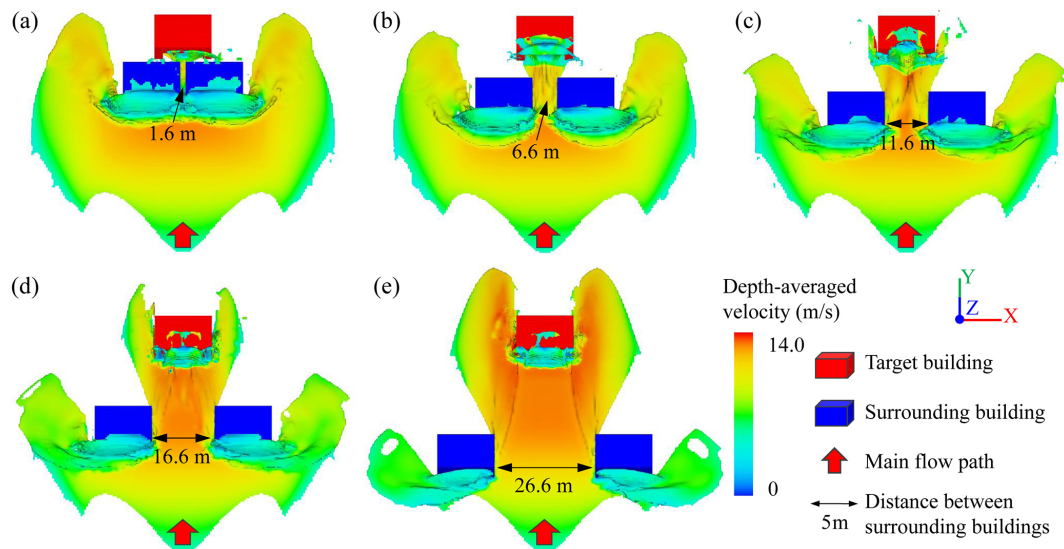 (a)
(b)
(c)
1.6 m
6.6 m
11.6 m
(d)
(e)
16.6 m
26.6 m
Depth-averaged
velocity (m/s)
14.0
0
Y
Z
X
Target building
Surrounding building
Main flow path
Distance between
5m
surrounding buildings